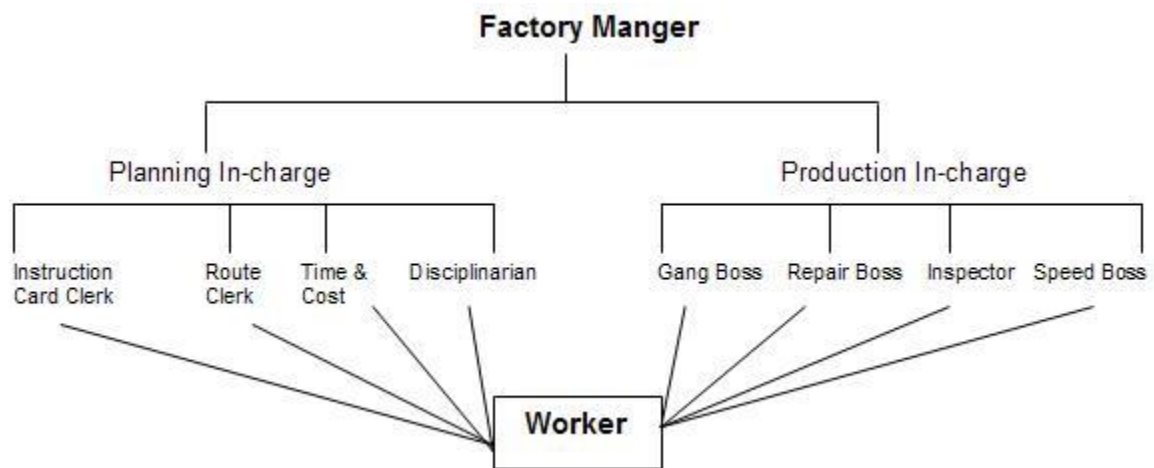 Factory Manger
Planning In-charge
Production In-charge
Instruction
Card Clerk
Route
Clerk
Time &
Cost
Disciplinarian
Gang Boss
Repair Boss
Inspector
Speed Boss
Worker